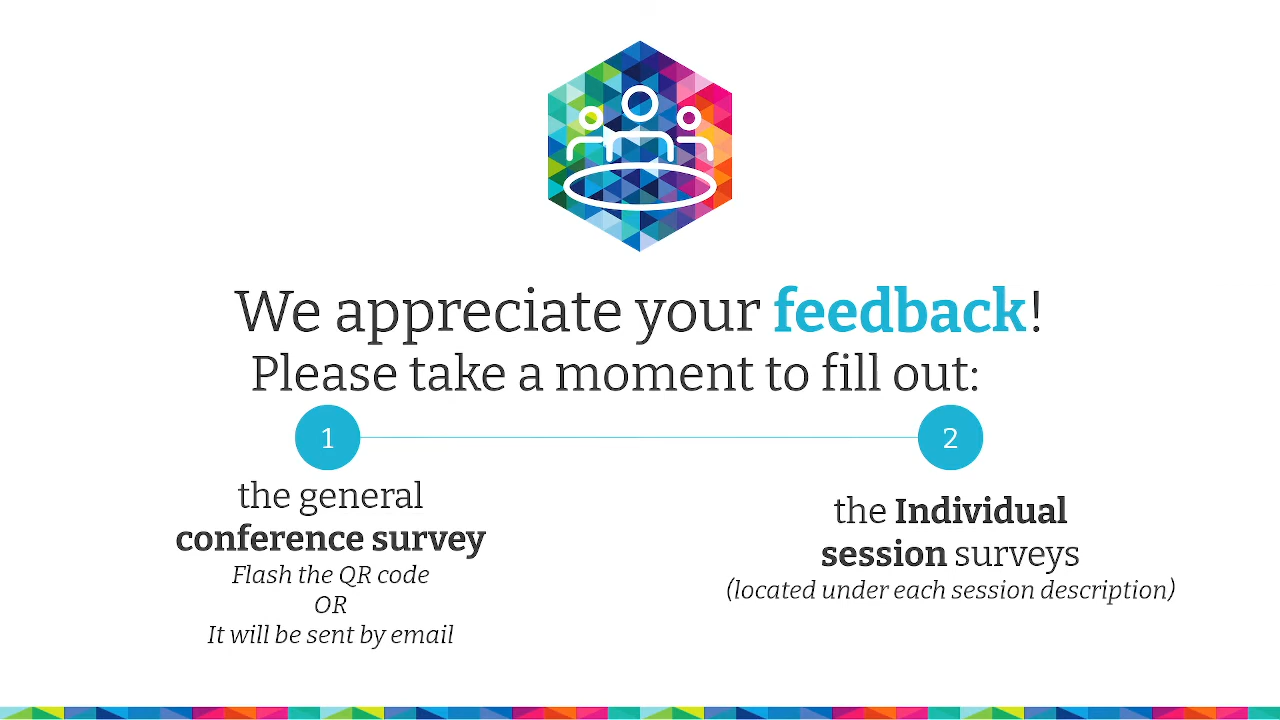 We appreciate your feedback!
Please take a moment to fill out:
1
the general
conference survey
Flash the QR code
OR
It will be sent by email
2
the Individual
session surveys
(located under each session description)